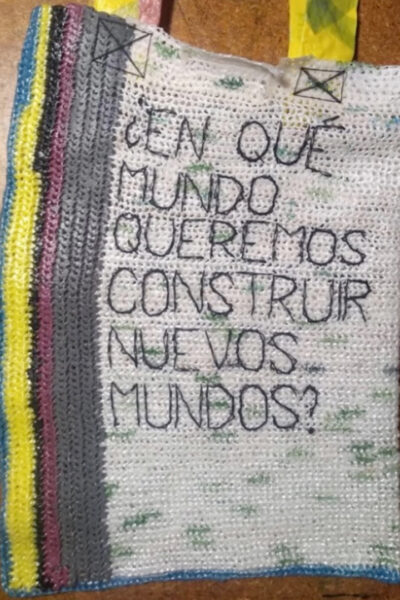 ¿EN QUÉ
MUNDO
QUEREMOS
CONSTRUIR
NUEVOS
MUNDOS?